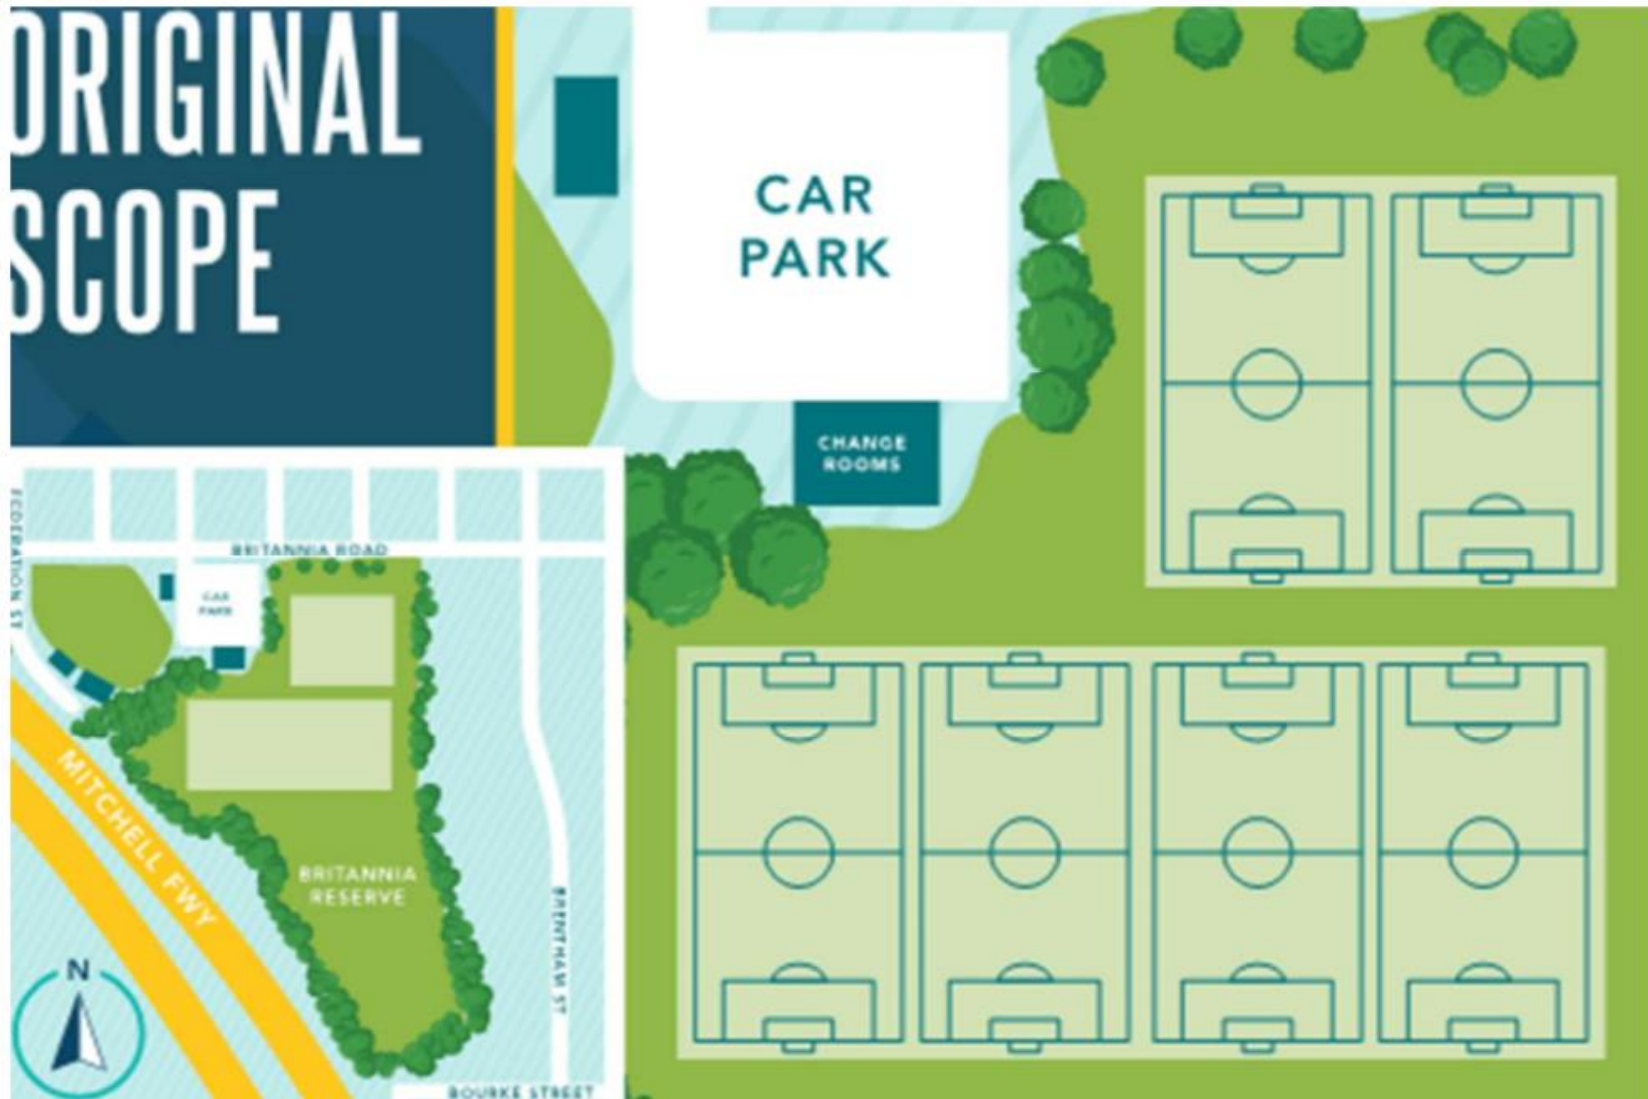 ORIGINAL
SCOPE
CAR
PARK
CHANGE
ROOMS
FEDERATION ST
BRITANNIA ROAD
CAR
PARK
MITCHELL FWY
BRITANNIA
RESERVE
BRENTHAM ST
N
BOURKE STREET